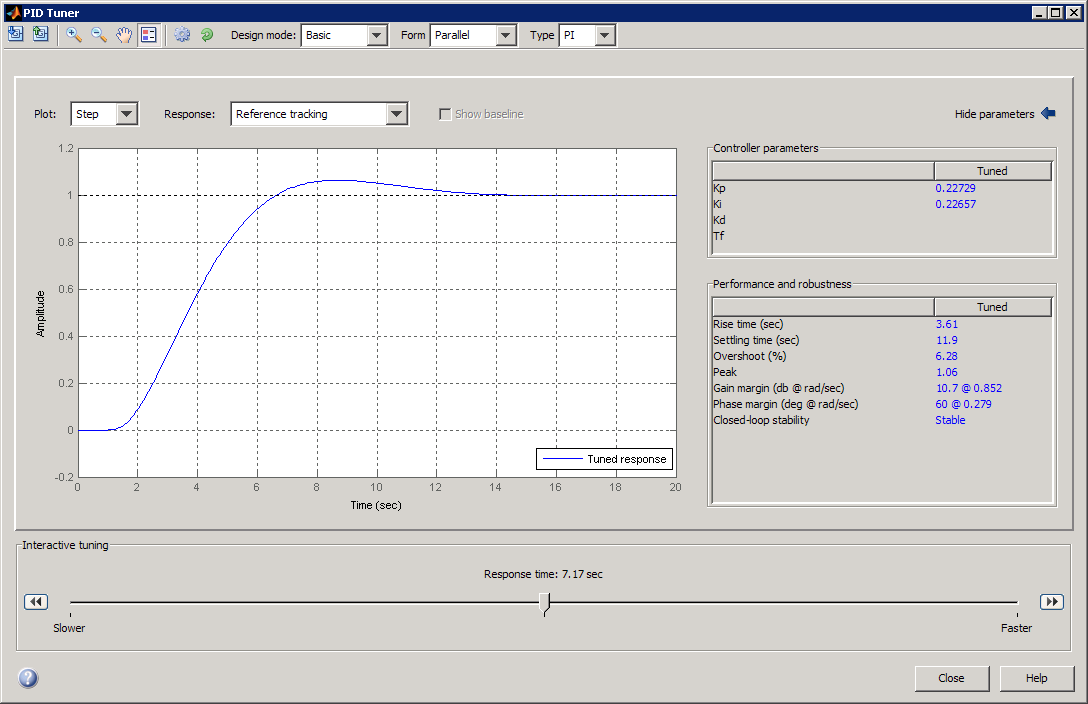 PID Tuner
Design mode: Basic Form Parallel Type PI
Plot: Step Response: Reference tracking Show baseline Hide parameters
1.2
1
0.8
0.6
0.4
0.2
0
-0.2
Amplitude
0 2 4 6 8 10 12 14 16 18 20
Time (sec)
Tuned response
Controller parameters
Tuned
Kp 0.22729
Ki 0.22657
Kd
Tf
Performance and robustness
Tuned
Rise time (sec) 3.61
Settling time (sec) 11.9
Overshoot (%) 6.28
Peak 1.06
Gain margin (db @ rad/sec) 10.7 @ 0.852
Phase margin (deg @ rad/sec) 60 @ 0.279
Closed-loop stability Stable
Interactive tuning
Response time: 7.17 sec
Slower Faster
? Close Help